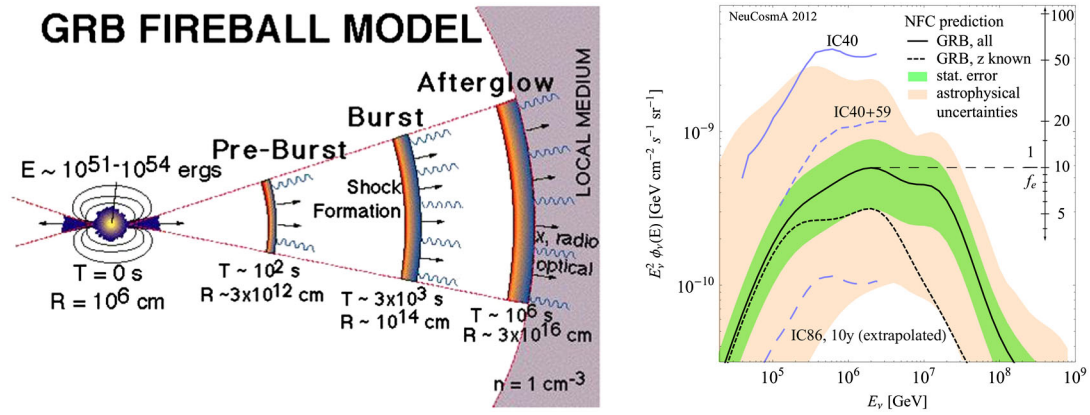 GRB FIREBALL MODEL
E ~ 10^51-10^54 ergs
T = 0 s
R = 10^6 cm
Pre-Burst
T ~ 10^2 s
R ~3x10^12 cm
Burst
Shock
Formation
T ~ 3x10^3 s
R ~ 10^14 cm
Afterglow
x, radio
optical
T ~ 10^6 s
R ~ 3x10^16 cm
LOCAL MEDIUM
n = 1 cm^-3
NeuCosmA 2012
NFC prediction
GRB, all
GRB, z known
stat. error
astrophysical
uncertainties
IC40
IC40+59
IC86, 10y (extrapolated)
E_ν^2 ϕ_ν(E) [GeV cm^-2 s^-1 sr^-1]
10^-9
10^-10
10^5
10^6
10^7
10^8
10^9
E_ν [GeV]
100
50
20
10
5
1
f_e